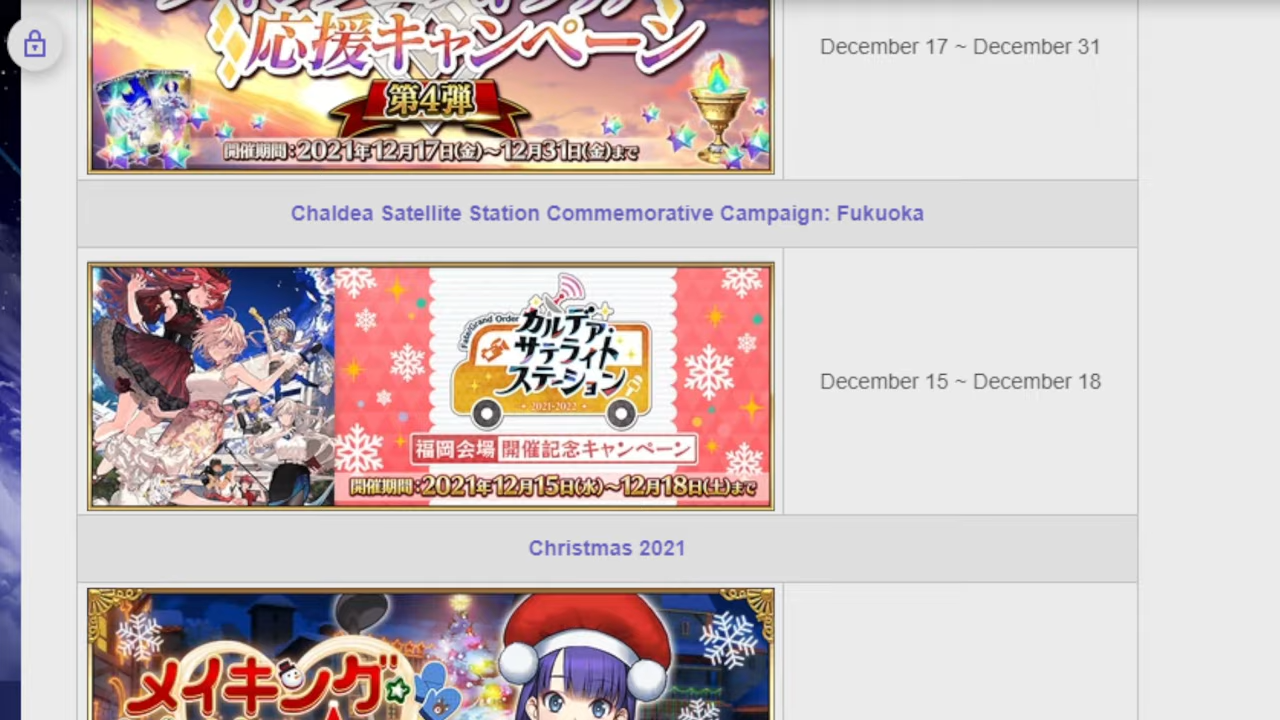 応援キャンペーン
第4弾
開催期間:2021年12月17日(金)～12月31日(金)まで
December 17 ~ December 31
Chaldea Satellite Station Commemorative Campaign: Fukuoka
Fate/Grand Order
カルデア・
サテライト
ステーション
2021-2022
福岡会場 開催記念キャンペーン
開催期間:2021年12月15日(水)～12月18日(土)まで
December 15 ~ December 18
Christmas 2021
メイキング